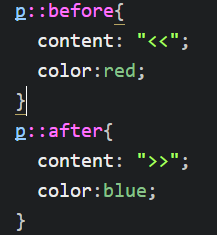 p::before{
  content: "<<";
  color:red;
}
p::after{
  content: ">>";
  color:blue;
}